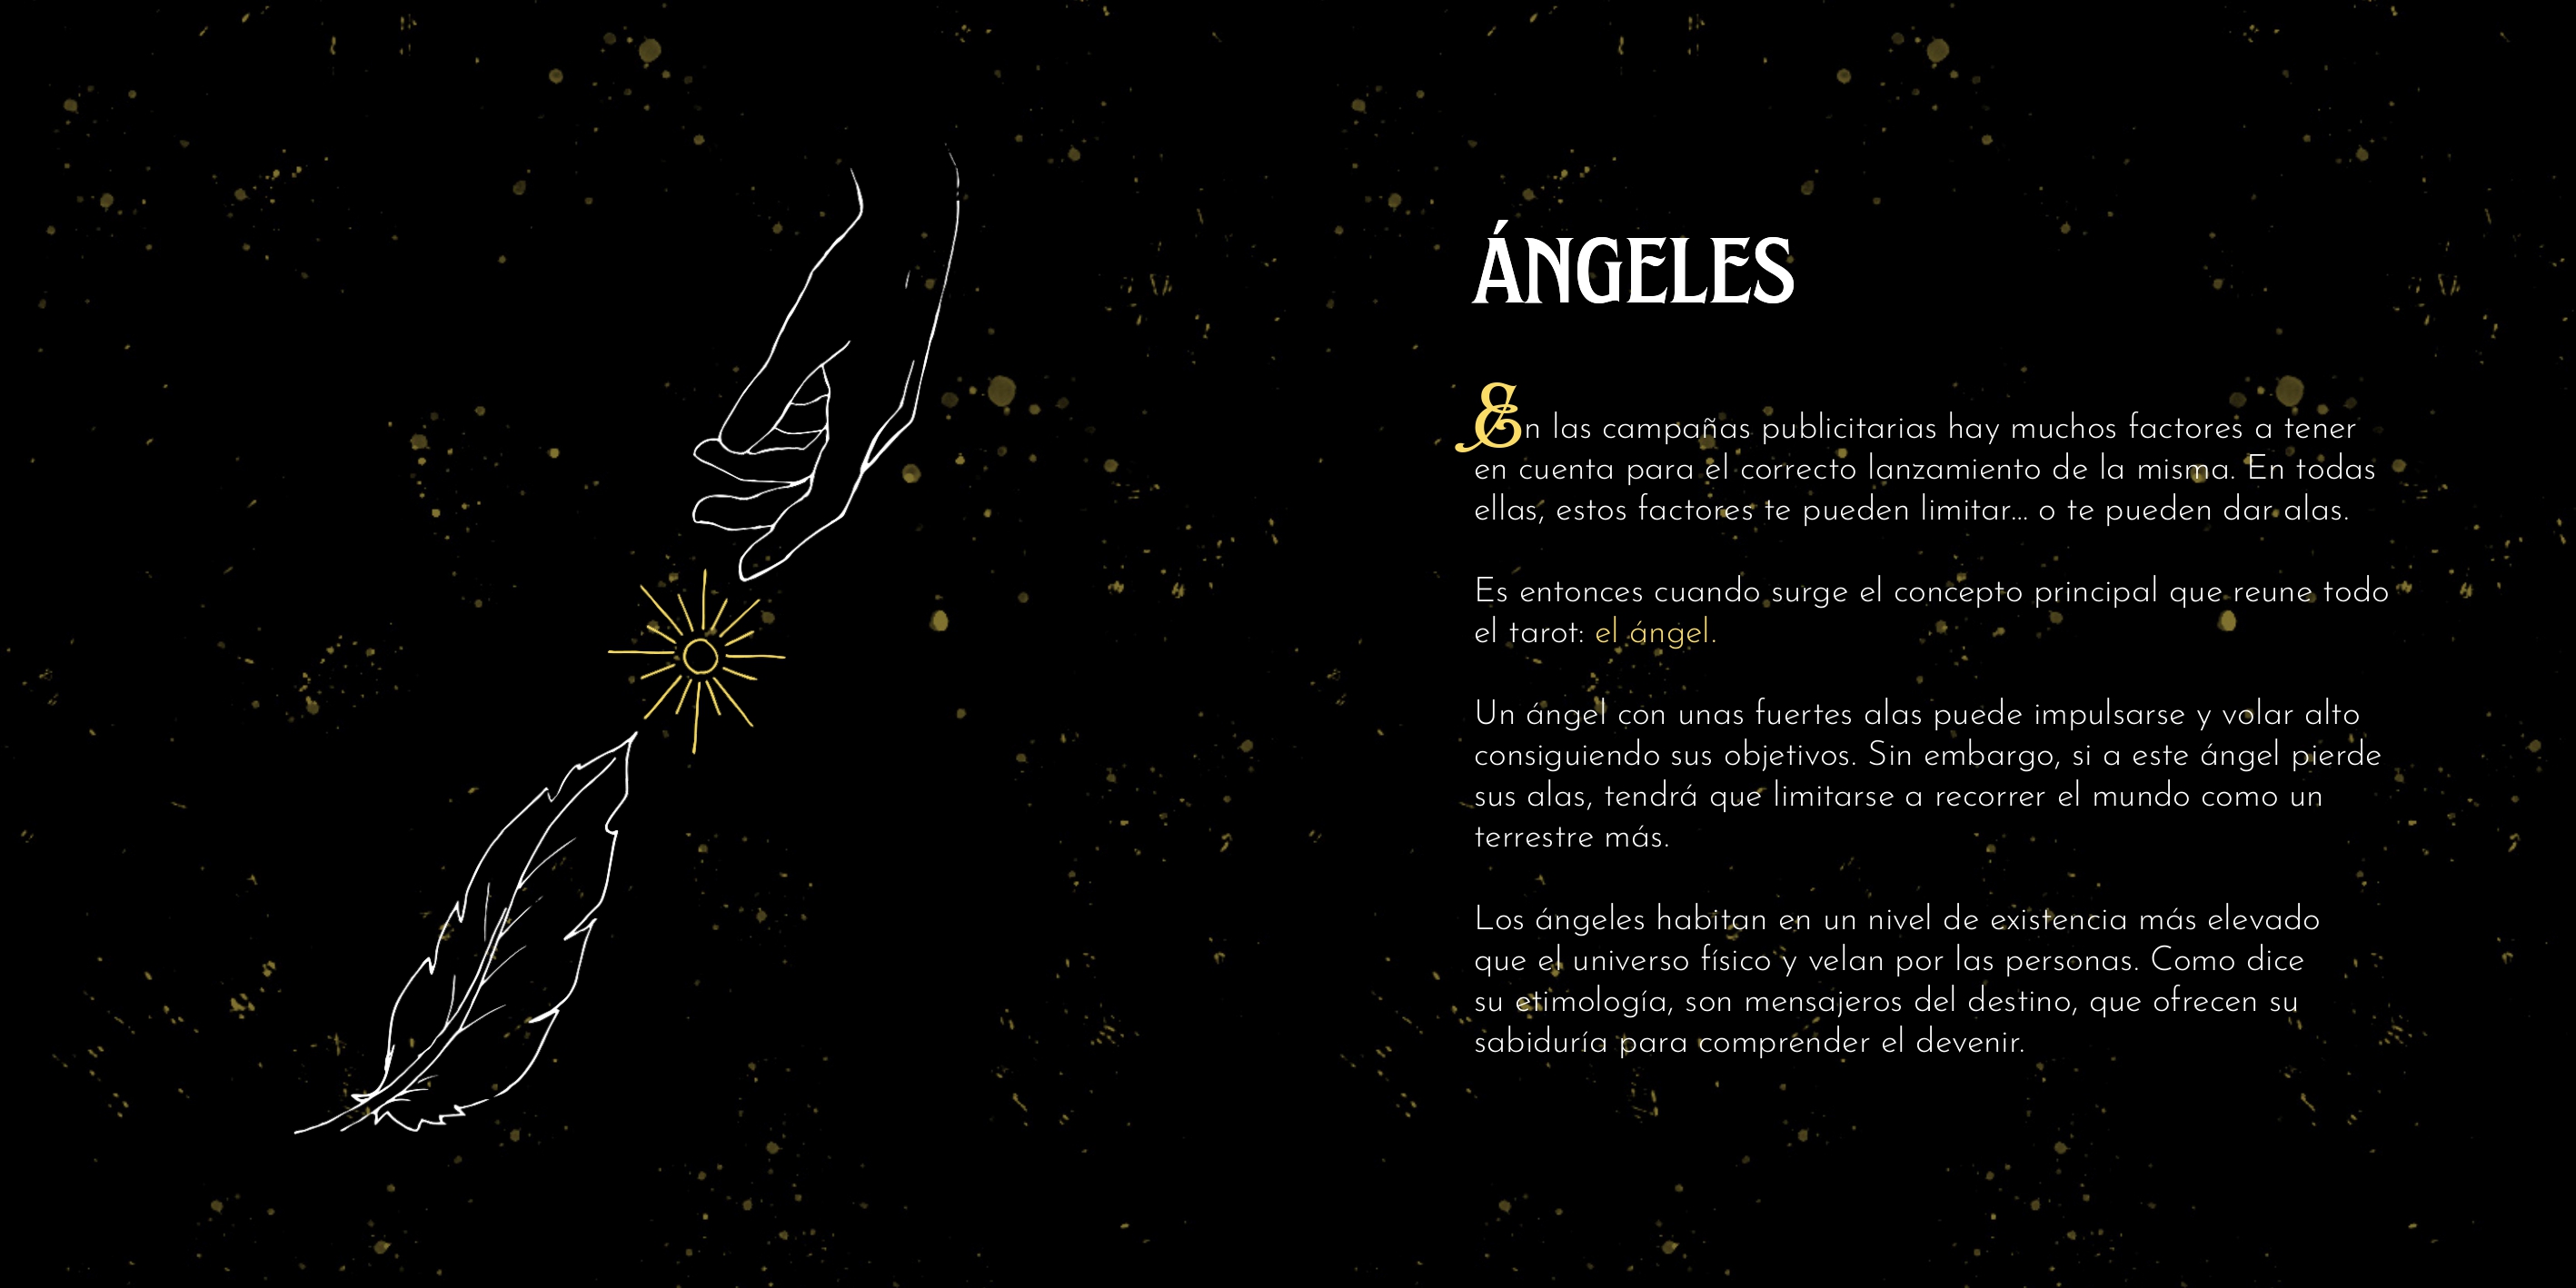 ÁNGELES
En las campañas publicitarias hay muchos factores a tener
en cuenta para el correcto lanzamiento de la misma. En todas
ellas, estos factores te pueden limitar... o te pueden dar alas.
Es entonces cuando surge el concepto principal que reune todo
el tarot: el ángel.
Un ángel con unas fuertes alas puede impulsarse y volar alto
consiguiendo sus objetivos. Sin embargo, si a este ángel pierde
sus alas, tendrá que limitarse a recorrer el mundo como un
terrestre más.
Los ángeles habitan en un nivel de existencia más elevado
que el universo físico y velan por las personas. Como dice
su etimología, son mensajeros del destino, que ofrecen su
sabiduría para comprender el devenir.